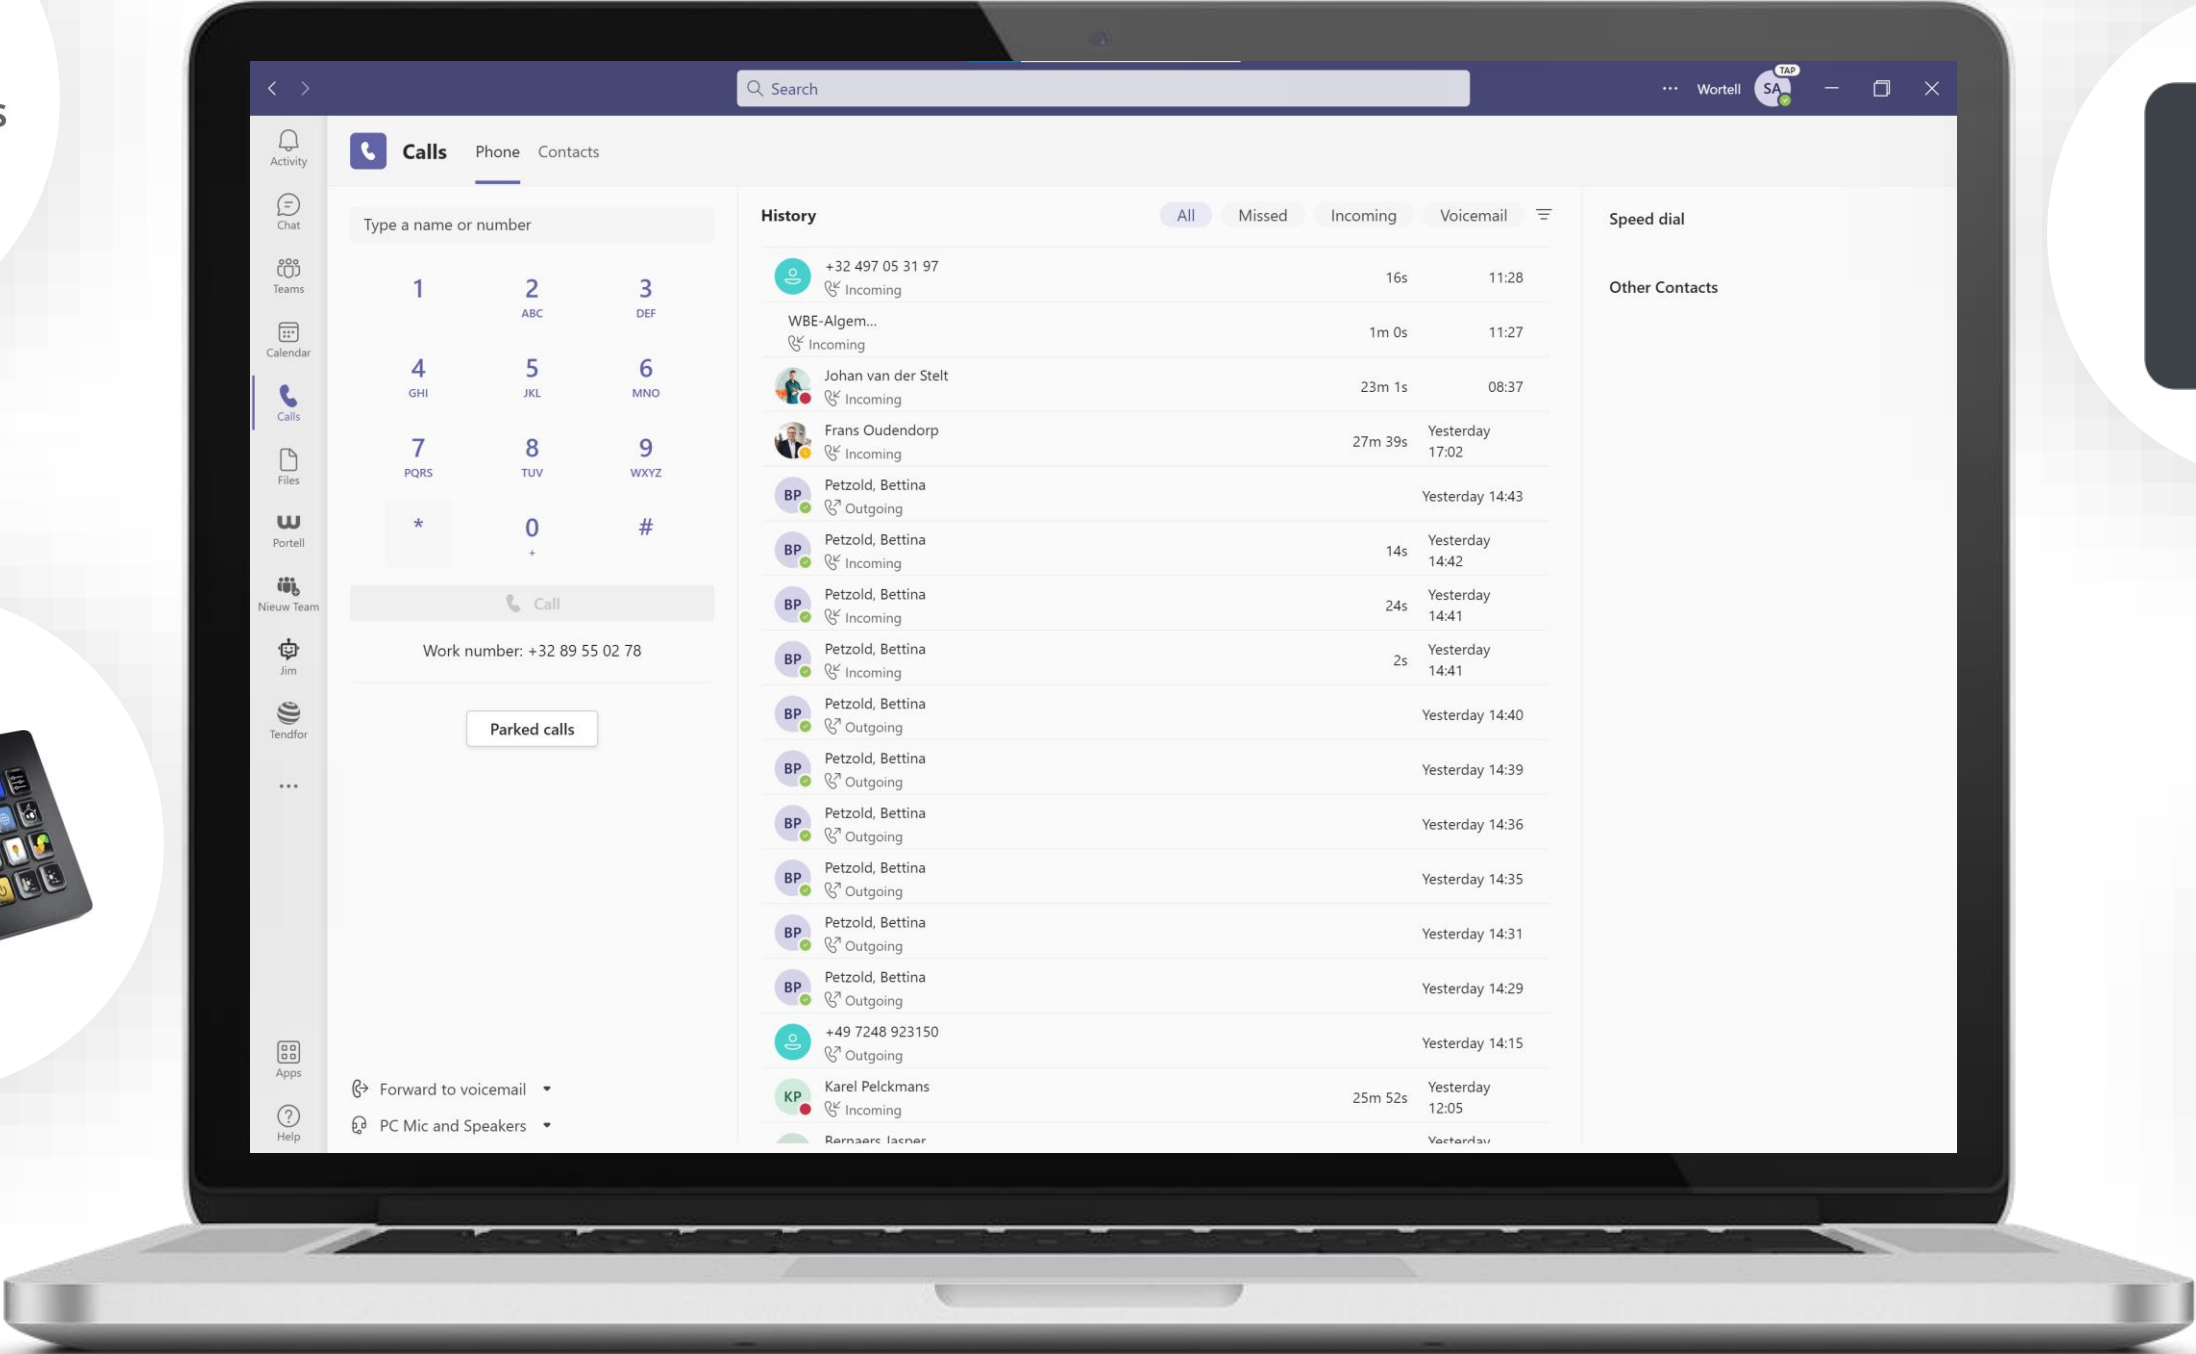 s
Search
Wortell
TAP
SA
Activity
Chat
Teams
Calendar
Calls
Files
Portell
Nieuw Team
Jim
Tendfor
Apps
Help
Calls Phone Contacts
Type a name or number
1 2 3
ABC DEF
4 5 6
GHI JKL MNO
7 8 9
PQRS TUV WXYZ
* 0 #
+
Call
Work number: +32 89 55 02 78
Parked calls
Forward to voicemail
PC Mic and Speakers
History All Missed Incoming Voicemail
+32 497 05 31 97
Incoming 16s 11:28
WBE-Algem...
Incoming 1m 0s 11:27
Johan van der Stelt
Incoming 23m 1s 08:37
Frans Oudendorp
Incoming 27m 39s Yesterday 17:02
BP Petzold, Bettina
Outgoing Yesterday 14:43
BP Petzold, Bettina
Incoming 14s Yesterday 14:42
BP Petzold, Bettina
Incoming 24s Yesterday 14:41
BP Petzold, Bettina
Incoming 2s Yesterday 14:41
BP Petzold, Bettina
Outgoing Yesterday 14:40
BP Petzold, Bettina
Outgoing Yesterday 14:39
BP Petzold, Bettina
Outgoing Yesterday 14:36
BP Petzold, Bettina
Outgoing Yesterday 14:35
BP Petzold, Bettina
Outgoing Yesterday 14:31
BP Petzold, Bettina
Outgoing Yesterday 14:29
+49 7248 923150
Outgoing Yesterday 14:15
KP Karel Pelckmans
Incoming 25m 52s Yesterday 12:05
Bernaers Jasper Yesterday
Speed dial
Other Contacts